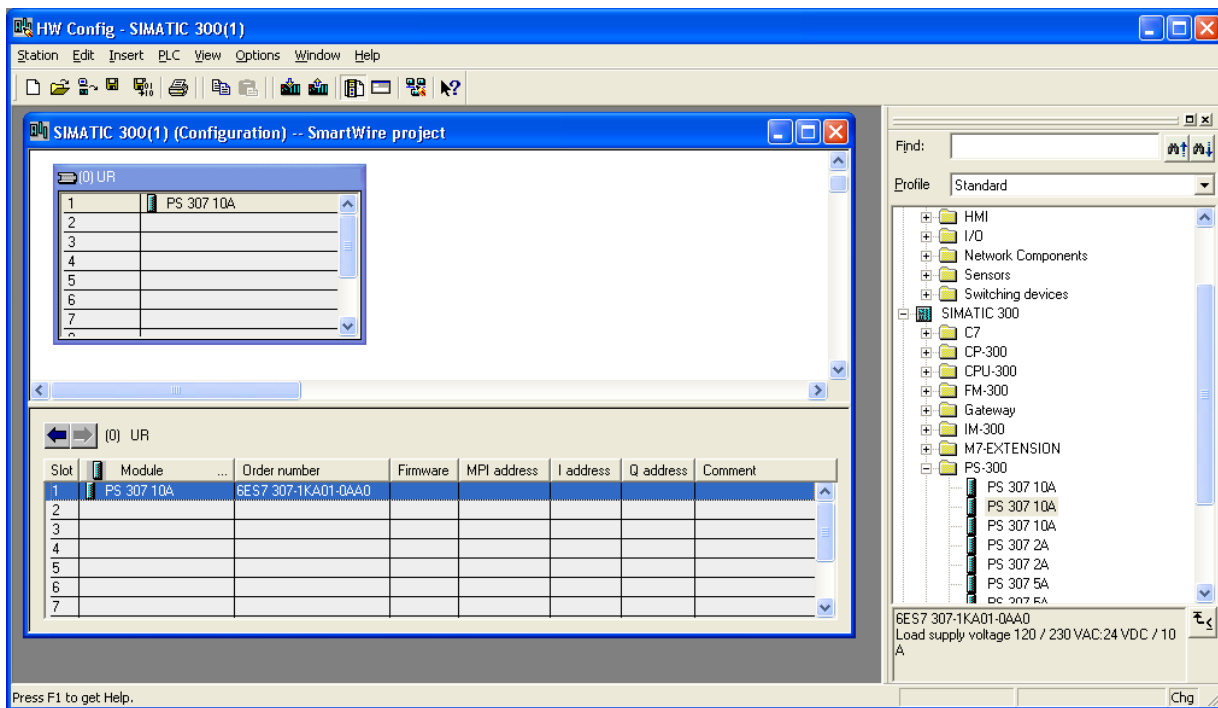 HW Config - SIMATIC 300(1)
Station Edit Insert PLC View Options Window Help
SIMATIC 300(1) (Configuration) -- SmartWire project
(0) UR
1 PS 307 10A
2
3
4
5
6
7
(0) UR
Slot Module ... Order number Firmware MPI address I address Q address Comment
1 PS 307 10A 6ES7 307-1KA01-0AA0
2
3
4
5
6
7
Find:
Profile Standard
HMI
I/O
Network Components
Sensors
Switching devices
SIMATIC 300
C7
CP-300
CPU-300
FM-300
Gateway
IM-300
M7-EXTENSION
PS-300
PS 307 10A
PS 307 10A
PS 307 10A
PS 307 2A
PS 307 2A
PS 307 5A
PS 307 5A
6ES7 307-1KA01-0AA0
Load supply voltage 120 / 230 VAC:24 VDC / 10
A
Press F1 to get Help.
Chg